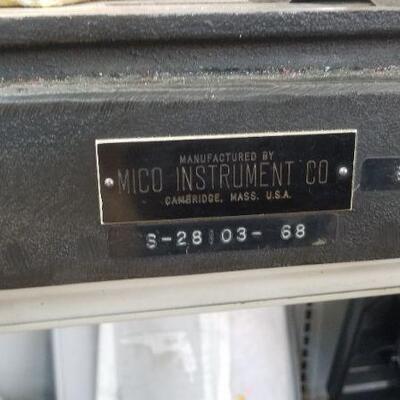 MANUFACTURED BY
MICO INSTRUMENT CO
CAMBRIDGE, MASS. U.S.A.
S-28103- 68